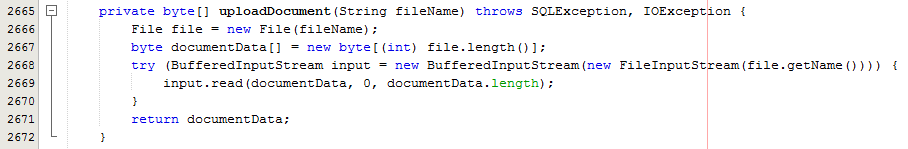 2665 private byte[] uploadDocument(String fileName) throws SQLException, IOException {
2666 File file = new File(fileName);
2667 byte documentData[] = new byte[(int) file.length()];
2668 try (BufferedInputStream input = new BufferedInputStream(new FileInputStream(file.getName()))) {
2669 input.read(documentData, 0, documentData.length);
2670 }
2671 return documentData;
2672 }